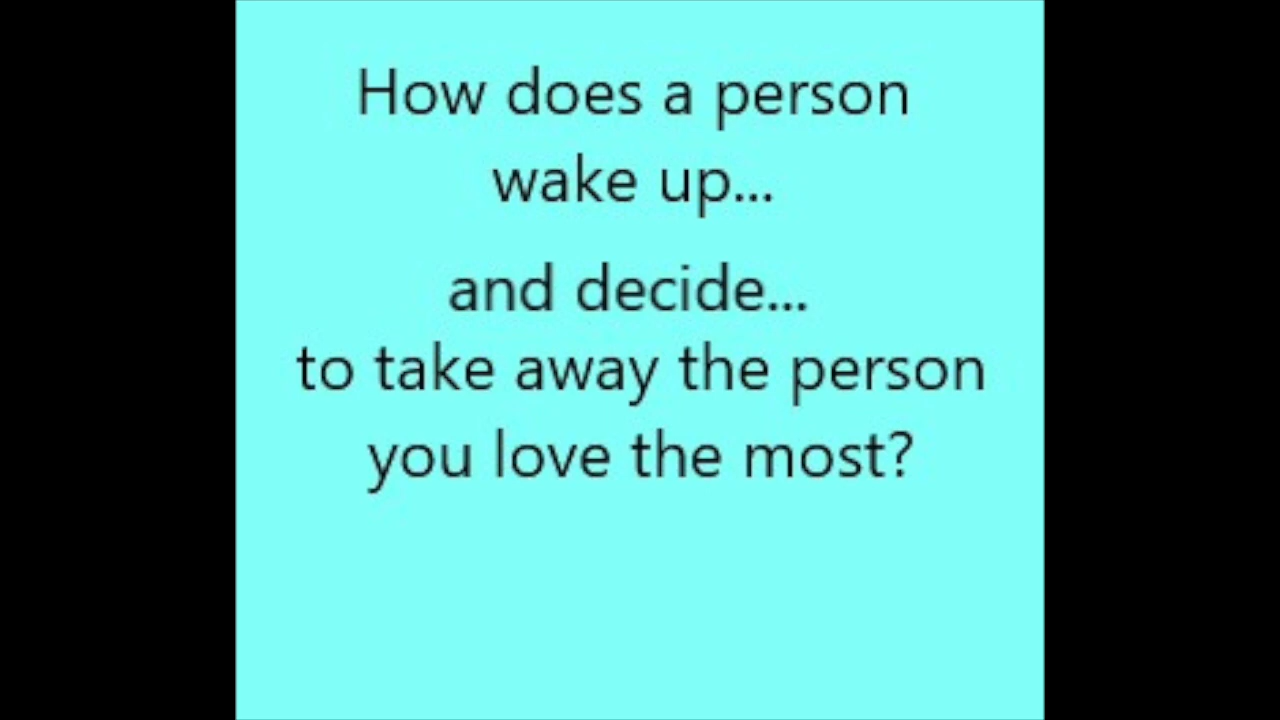 How does a person
wake up...
and decide...
to take away the person
you love the most?